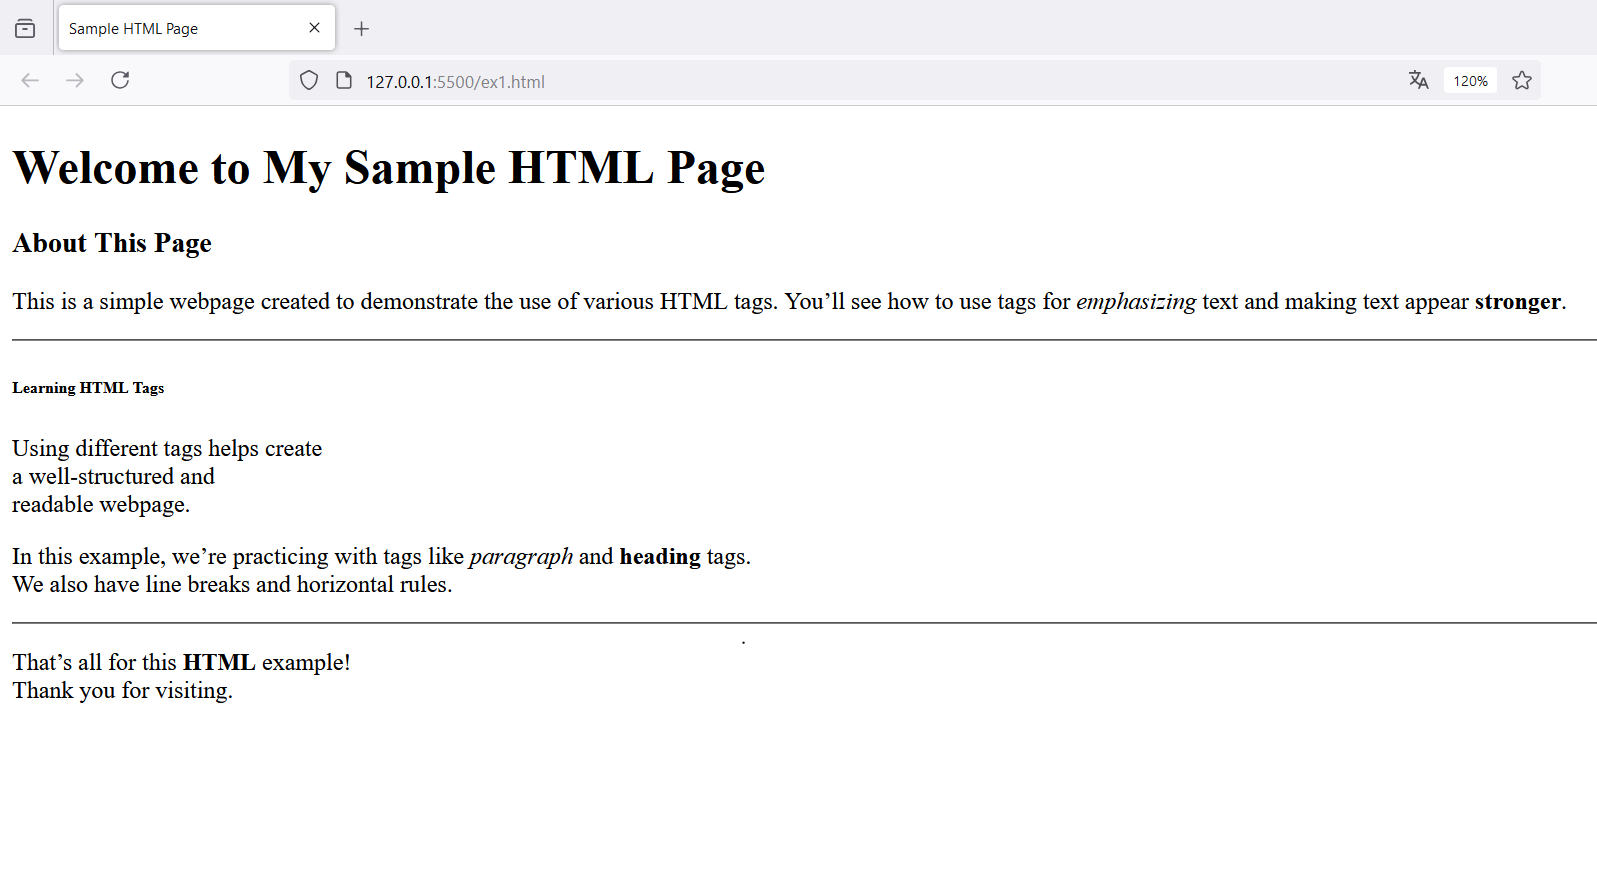 Sample HTML Page
127.0.0.1:5500/ex1.html
120%
Welcome to My Sample HTML Page
About This Page
This is a simple webpage created to demonstrate the use of various HTML tags. You’ll see how to use tags for emphasizing text and making text appear stronger.
Learning HTML Tags
Using different tags helps create
a well-structured and
readable webpage.
In this example, we’re practicing with tags like paragraph and heading tags.
We also have line breaks and horizontal rules.
That’s all for this HTML example!
Thank you for visiting.